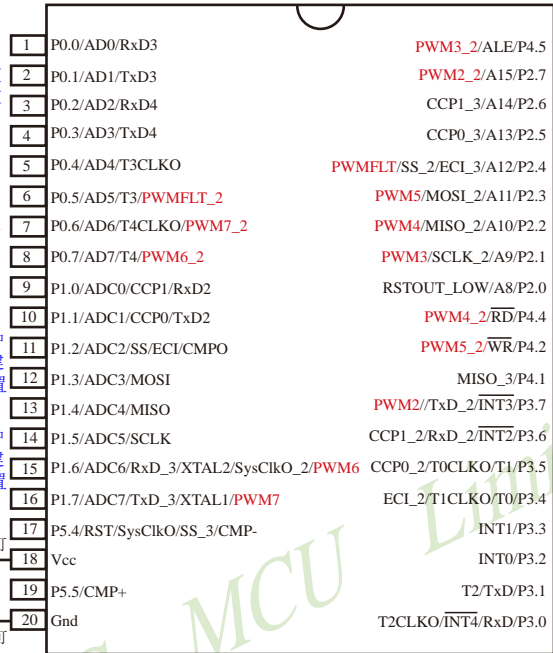 1 P0.0/AD0/RxD3 PWM3_2/ALE/P4.5
2 P0.1/AD1/TxD3 PWM2_2/A15/P2.7
3 P0.2/AD2/RxD4 CCP1_3/A14/P2.6
4 P0.3/AD3/TxD4 CCP0_3/A13/P2.5
5 P0.4/AD4/T3CLKO PWMFLT/SS_2/ECI_3/A12/P2.4
6 P0.5/AD5/T3/PWMFLT_2 PWM5/MOSI_2/A11/P2.3
7 P0.6/AD6/T4CLKO/PWM7_2 PWM4/MISO_2/A10/P2.2
8 P0.7/AD7/T4/PWM6_2 PWM3/SCLK_2/A9/P2.1
9 P1.0/ADC0/CCP1/RxD2 RSTOUT_LOW/A8/P2.0
10 P1.1/ADC1/CCP0/TxD2 PWM4_2/RD/P4.4
11 P1.2/ADC2/SS/ECI/CMPO PWM5_2/WR/P4.2
12 P1.3/ADC3/MOSI MISO_3/P4.1
13 P1.4/ADC4/MISO PWM2//TxD_2/INT3/P3.7
14 P1.5/ADC5/SCLK CCP1_2/RxD_2/INT2/P3.6
15 P1.6/ADC6/RxD_3/XTAL2/SysClkO_2/PWM6 CCP0_2/T0CLKO/T1/P3.5
16 P1.7/ADC7/TxD_3/XTAL1/PWM7 ECI_2/T1CLKO/T0/P3.4
17 P5.4/RST/SysClkO/SS_3/CMP- INT1/P3.3
18 Vcc INT0/P3.2
19 P5.5/CMP+ T2/TxD/P3.1
20 Gnd T2CLKO/INT4/RxD/P3.0
MCU